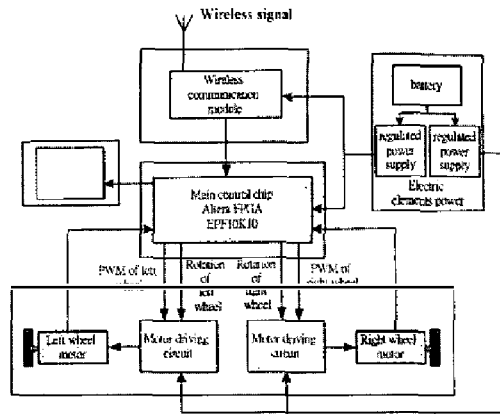 Wireless signal
Wireless
communication
module
battery
regulated
power
supply
regulated
power
supply
Electric
elements power
Main control chip
Altera FPGA
EPF10K10
PWM of left
Rotation
of
left
wheel
Rotation
of
right
wheel
PWM of
right wheel
Left wheel
motor
Motor driving
circuit
Motor driving
circuit
Right wheel
motor